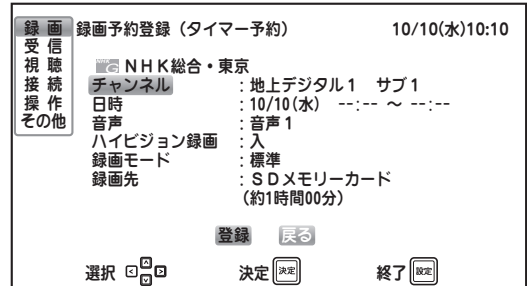 録画予約登録（タイマー予約） 10/10(水)10:10
録 画
受 信
視 聴
接 続
操 作
その他
NHK G NHK総合・東京
チャンネル : 地上デジタル1 サブ1
日時 : 10/10(水) --:-- ～ --:--
音声 : 音声1
ハイビジョン録画 : 入
録画モード : 標準
録画先 : ＳＤメモリーカード
(約1時間00分)
登録 戻る
選択 決定 決定 終了 設定